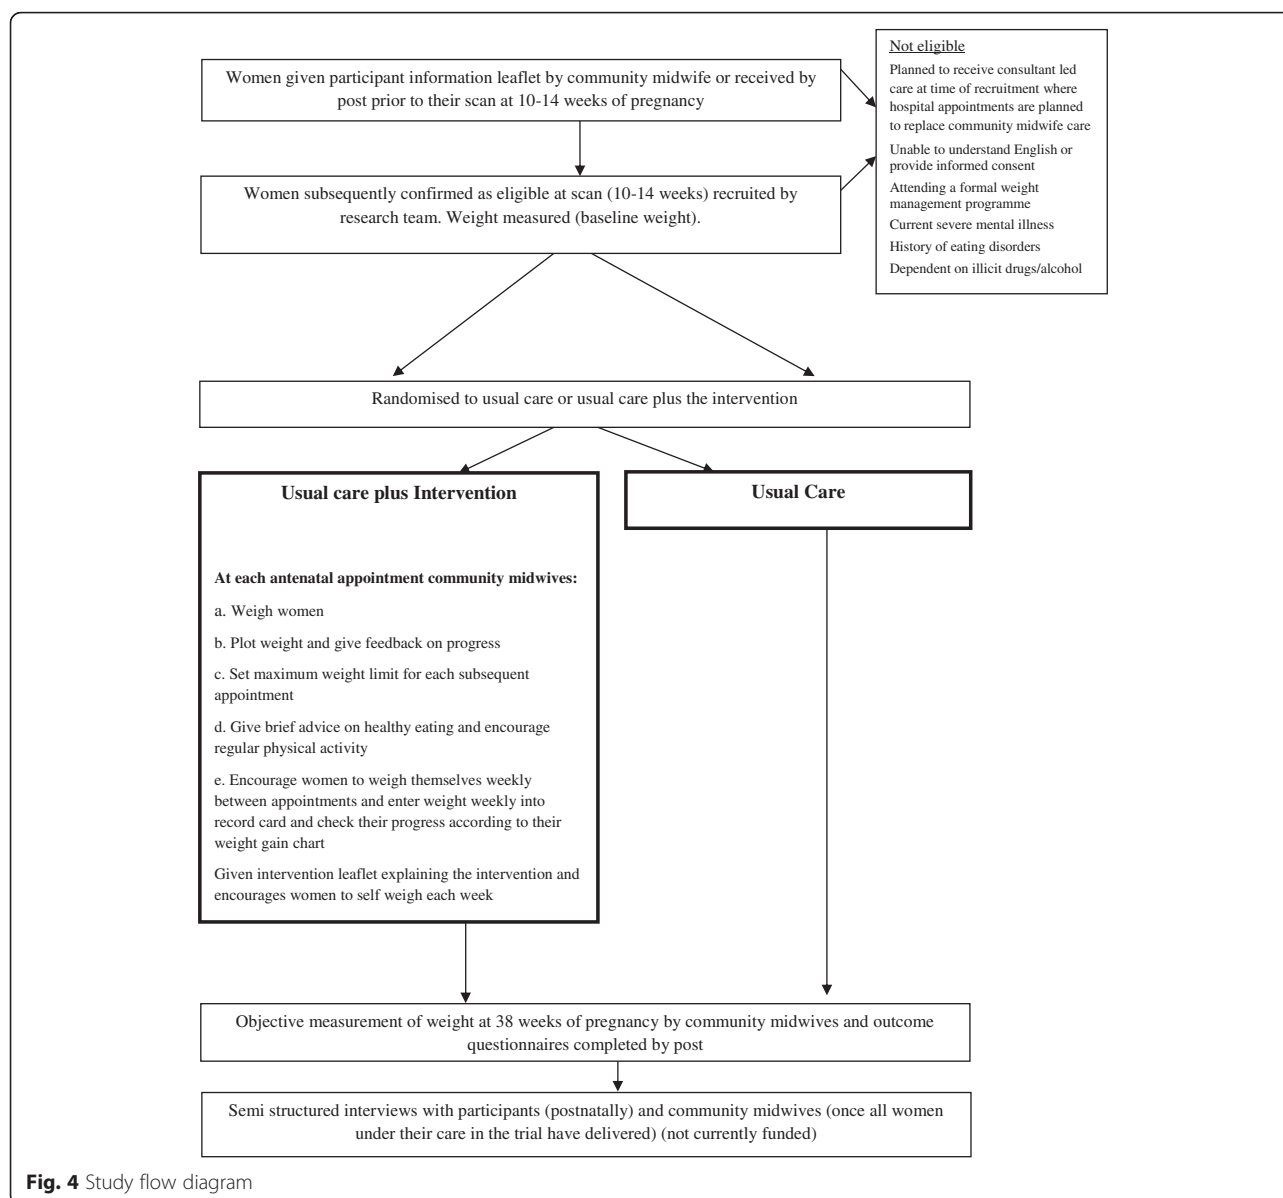 Women given participant information leaflet by community midwife or received by
post prior to their scan at 10-14 weeks of pregnancy
Not eligible
Planned to receive consultant led
care at time of recruitment where
hospital appointments are planned
to replace community midwife care
Unable to understand English or
provide informed consent
Attending a formal weight
management programme
Current severe mental illness
History of eating disorders
Dependent on illicit drugs/alcohol
Women subsequently confirmed as eligible at scan (10-14 weeks) recruited by
research team. Weight measured (baseline weight).
Randomised to usual care or usual care plus the intervention
Usual care plus Intervention
At each antenatal appointment community midwives:
a. Weigh women
b. Plot weight and give feedback on progress
c. Set maximum weight limit for each subsequent
appointment
d. Give brief advice on healthy eating and encourage
regular physical activity
e. Encourage women to weigh themselves weekly
between appointments and enter weight weekly into
record card and check their progress according to their
weight gain chart
Given intervention leaflet explaining the intervention and
encourages women to self weigh each week
Usual Care
Objective measurement of weight at 38 weeks of pregnancy by community midwives and outcome
questionnaires completed by post
Semi structured interviews with participants (postnatally) and community midwives (once all women
under their care in the trial have delivered) (not currently funded)
Fig. 4 Study flow diagram